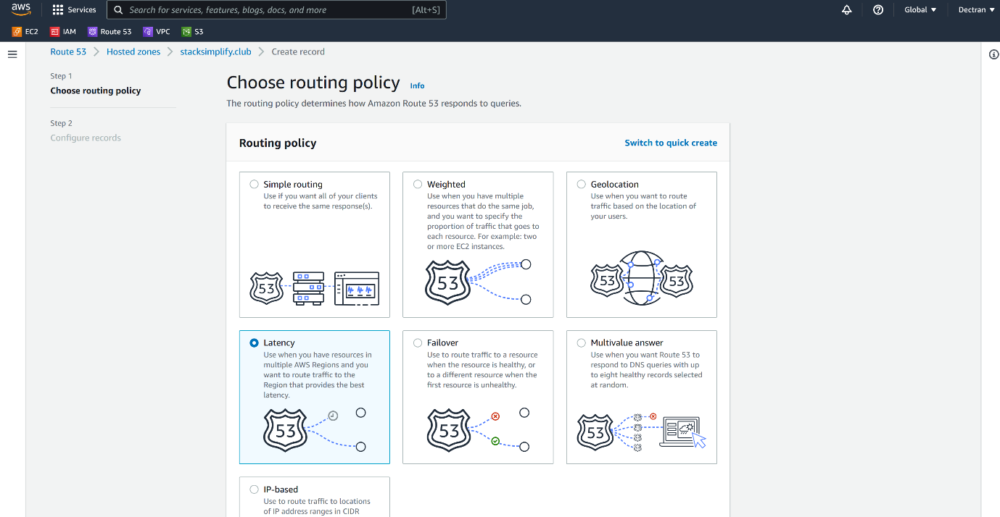 aws
Services
Search for services, features, blogs, docs, and more
[Alt+S]
Global
Dectran
EC2
IAM
Route 53
VPC
S3
Route 53
Hosted zones
stacksimplify.club
Create record
Step 1
Choose routing policy
Step 2
Configure records
Choose routing policy
Info
The routing policy determines how Amazon Route 53 responds to queries.
Routing policy
Switch to quick create
Simple routing
Use if you want all of your clients
to receive the same response(s).
53
Weighted
Use when you have multiple
resources that do the same job,
and you want to specify the
proportion of traffic that goes to
each resource. For example: two
or more EC2 instances.
53
Geolocation
Use when you want to route
traffic based on the location of
your users.
53
53
Latency
Use when you have resources in
multiple AWS Regions and you
want to route traffic to the
Region that provides the best
latency.
53
Failover
Use to route traffic to a resource
when the resource is healthy, or
to a different resource when the
first resource is unhealthy.
53
Multivalue answer
Use when you want Route 53 to
respond to DNS queries with up
to eight healthy records selected
at random.
53
IP-based
Use to route traffic to locations
of IP address ranges in CIDR